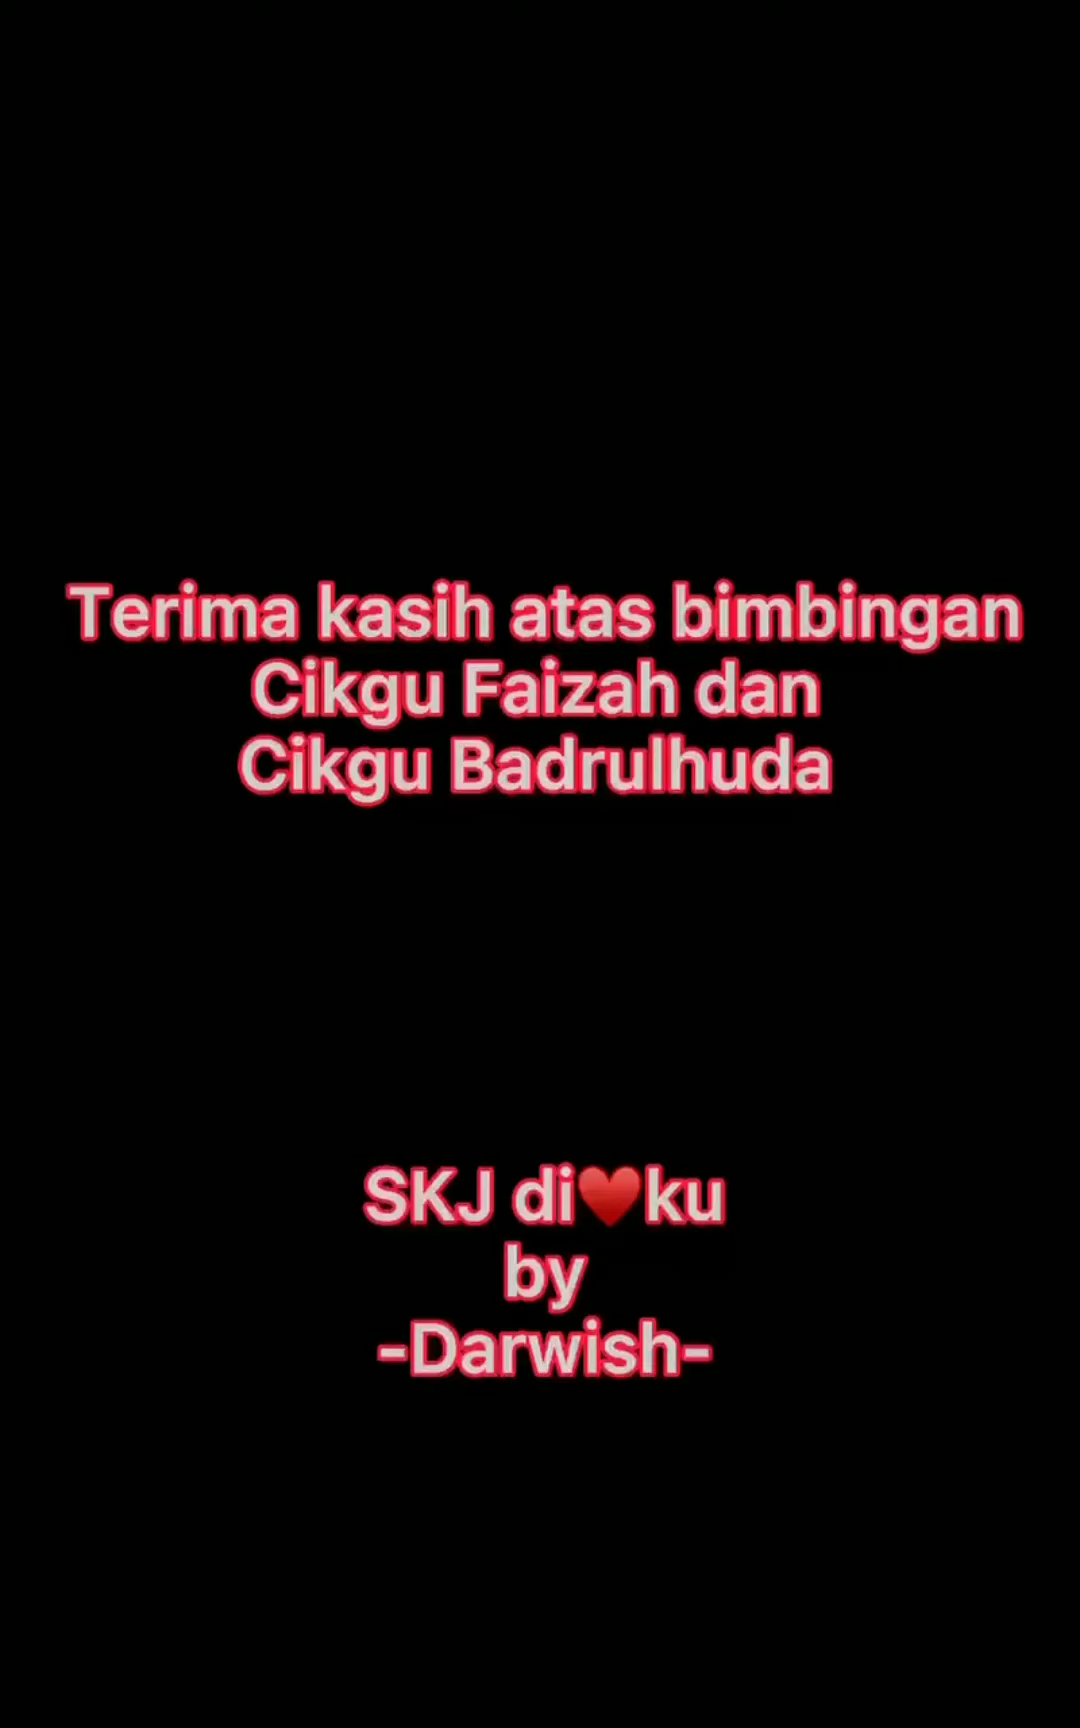 Terima kasih atas bimbingan
Cikgu Faizah dan
Cikgu Badrulhuda
SKJ di♥️ku
by
-Darwish-